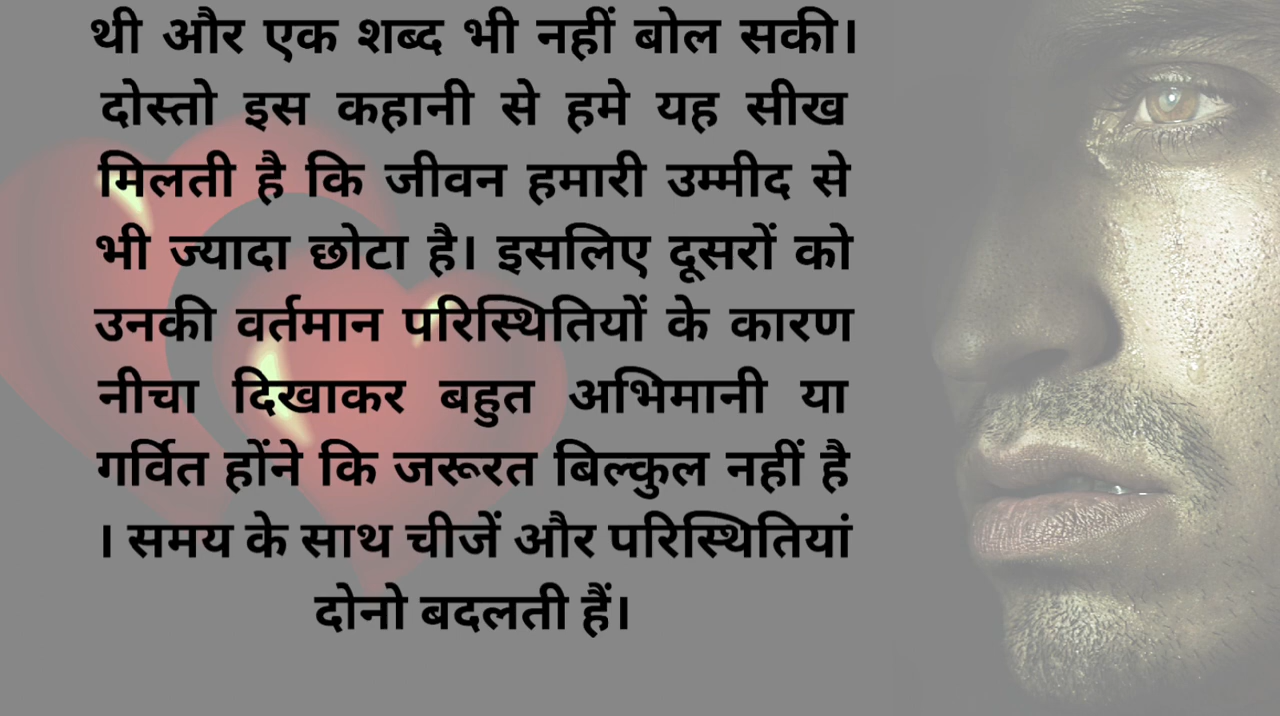 थी और एक शब्द भी नहीं बोल सकी।
दोस्तो इस कहानी से हमे यह सीख
मिलती है कि जीवन हमारी उम्मीद से
भी ज्यादा छोटा है। इसलिए दूसरों को
उनकी वर्तमान परिस्थितियों के कारण
नीचा दिखाकर बहुत अभिमानी या
गर्वित होंने कि जरूरत बिल्कुल नहीं है
। समय के साथ चीजें और परिस्थितियां
दोनो बदलती हैं।